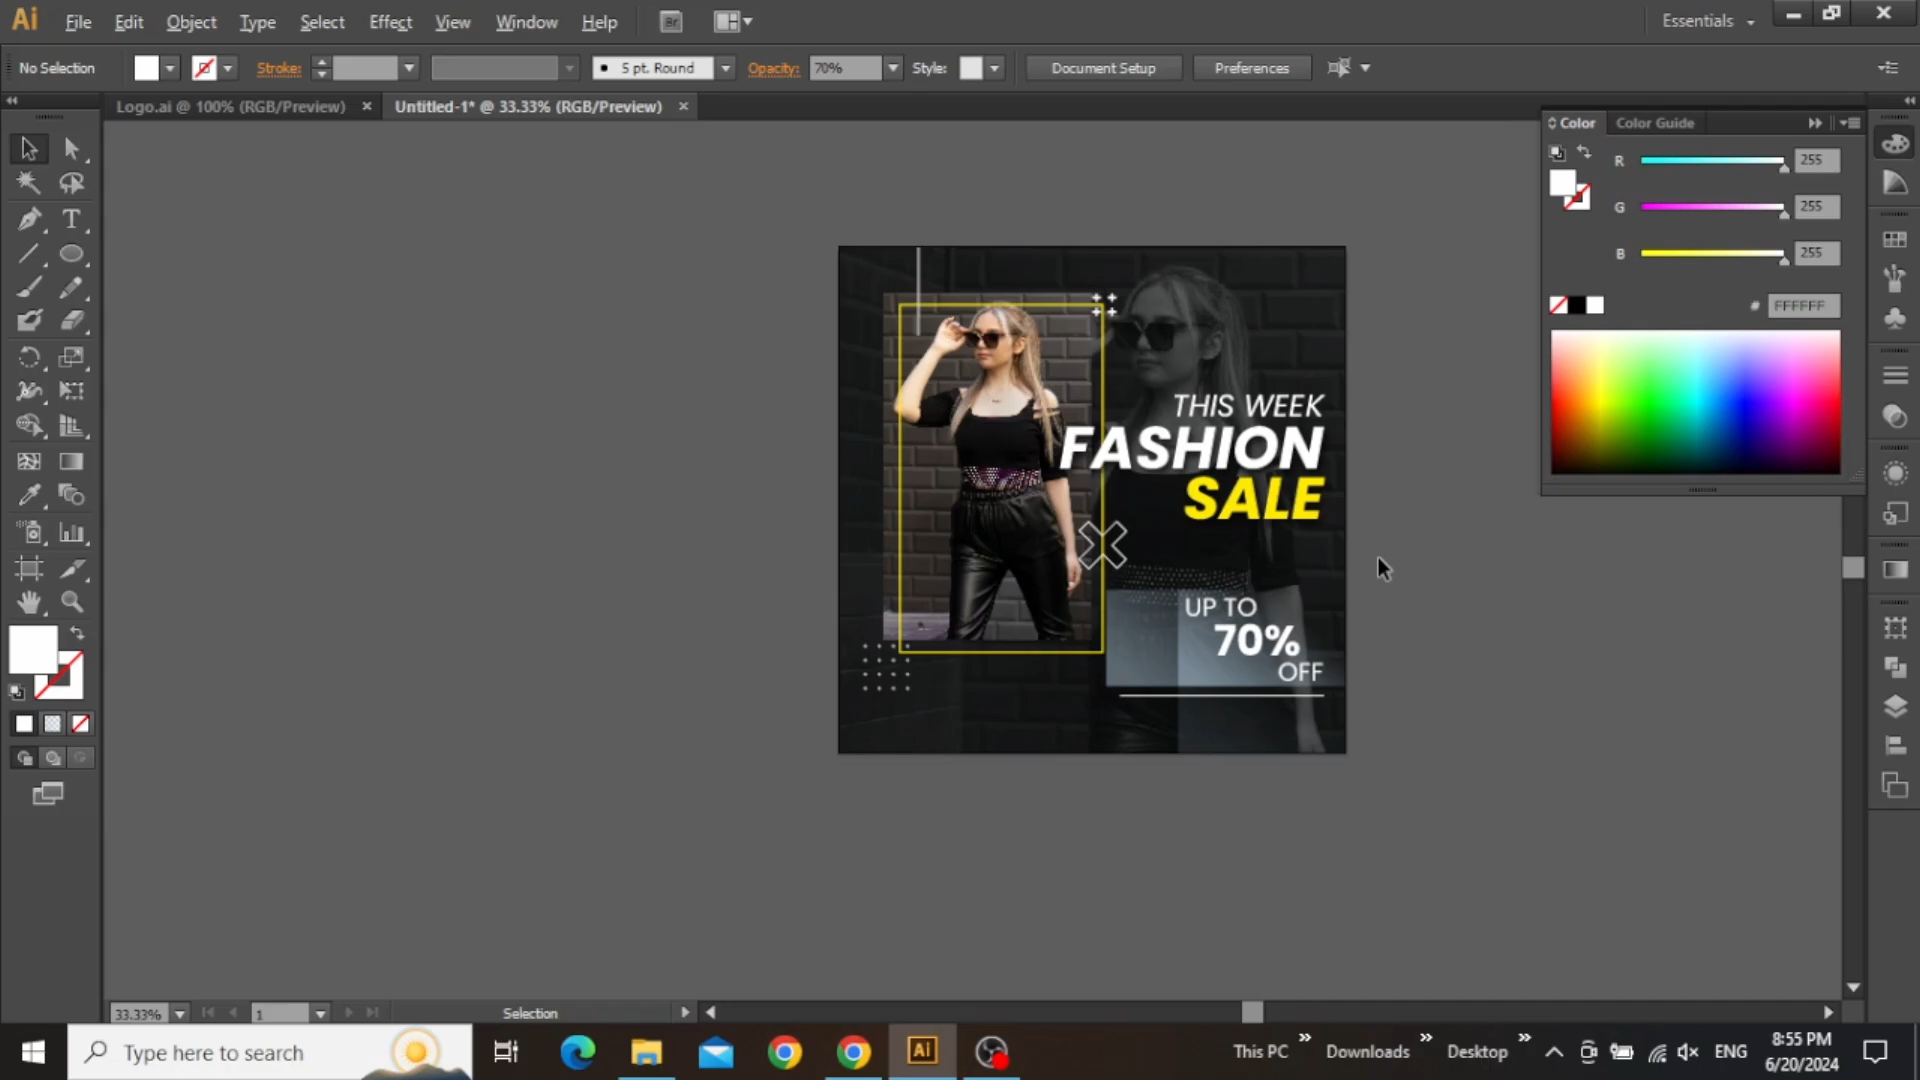 Ai File Edit Object Type Select Effect View Window Help Br Essentials
No Selection Stroke: 5 pt. Round Opacity: 70% Style: Document Setup Preferences
Logo.ai @ 100% (RGB/Preview) × Untitled-1* @ 33.33% (RGB/Preview) ×
Color Color Guide
R 255
G 255
B 255
# FFFFFF
T
THIS WEEK
FASHION
SALE
UP TO
70%
OFF
33.33% 1 Selection
Type here to search Ai This PC » Downloads » Desktop » ENG 8:55 PM
6/20/2024